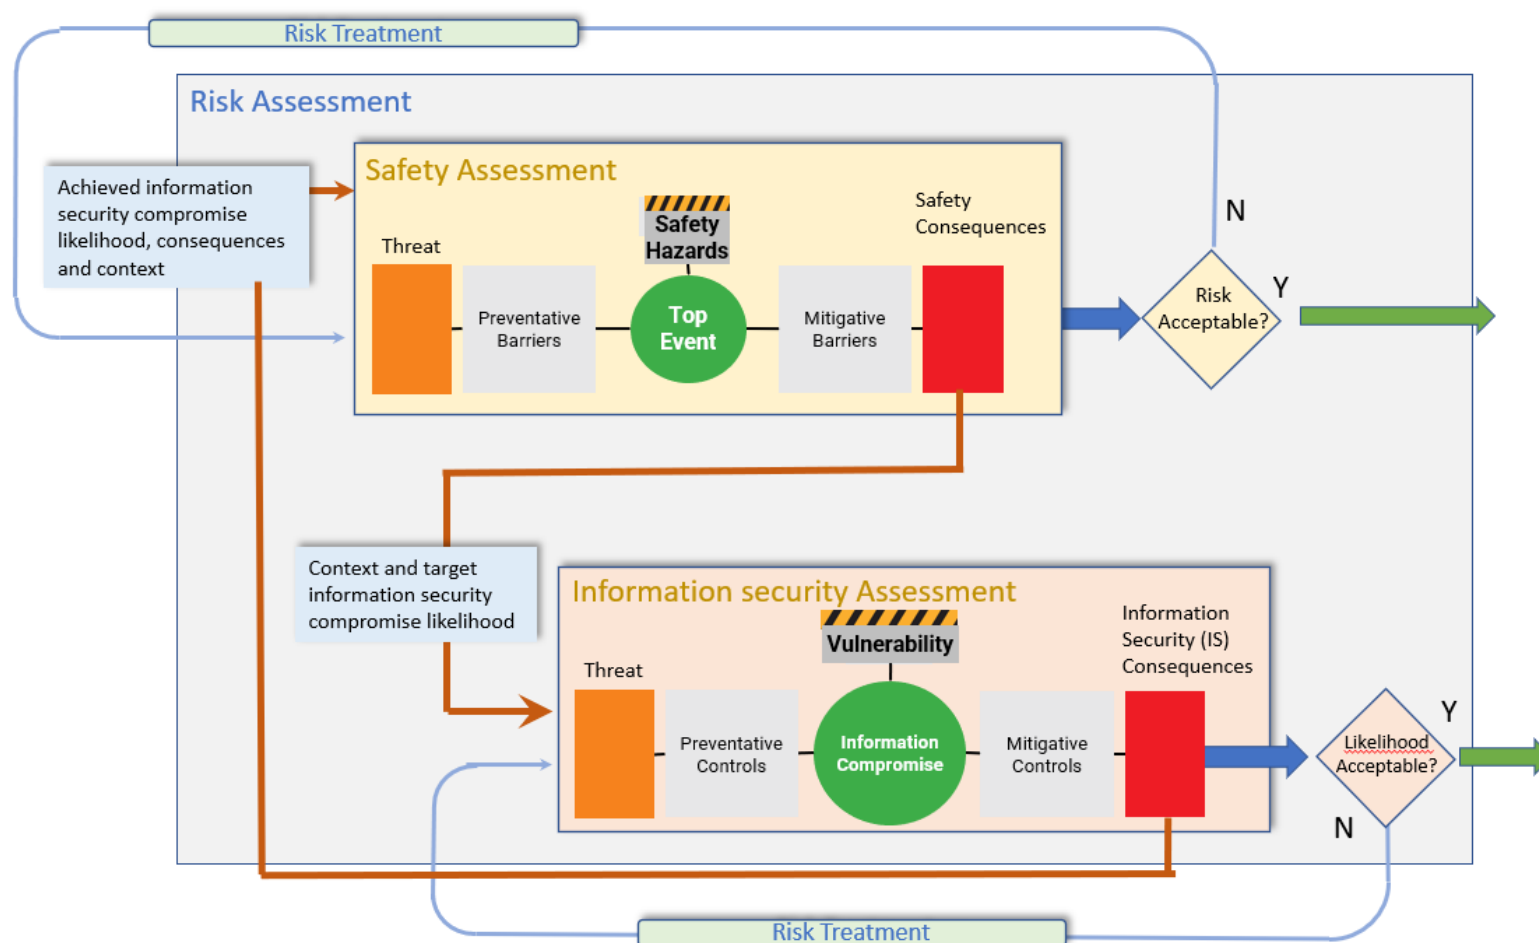 Risk Treatment
Risk Assessment
Achieved information
security compromise
likelihood, consequences
and context
Safety Assessment
Threat
Preventative
Barriers
Safety
Hazards
Top
Event
Mitigative
Barriers
Safety
Consequences
N
Risk
Acceptable?
Y
Context and target
information security
compromise likelihood
Information security Assessment
Threat
Preventative
Controls
Vulnerability
Information
Compromise
Mitigative
Controls
Information
Security (IS)
Consequences
Likelihood
Acceptable?
Y
N
Risk Treatment